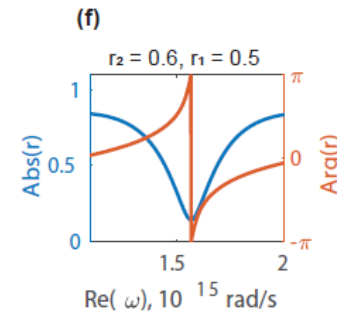 (f)
r₂ = 0.6, r₁ = 0.5
1
0.5
0
Abs(r)
π
0
-π
Arg(r)
1.5
2
Re( ω), 10 15 rad/s